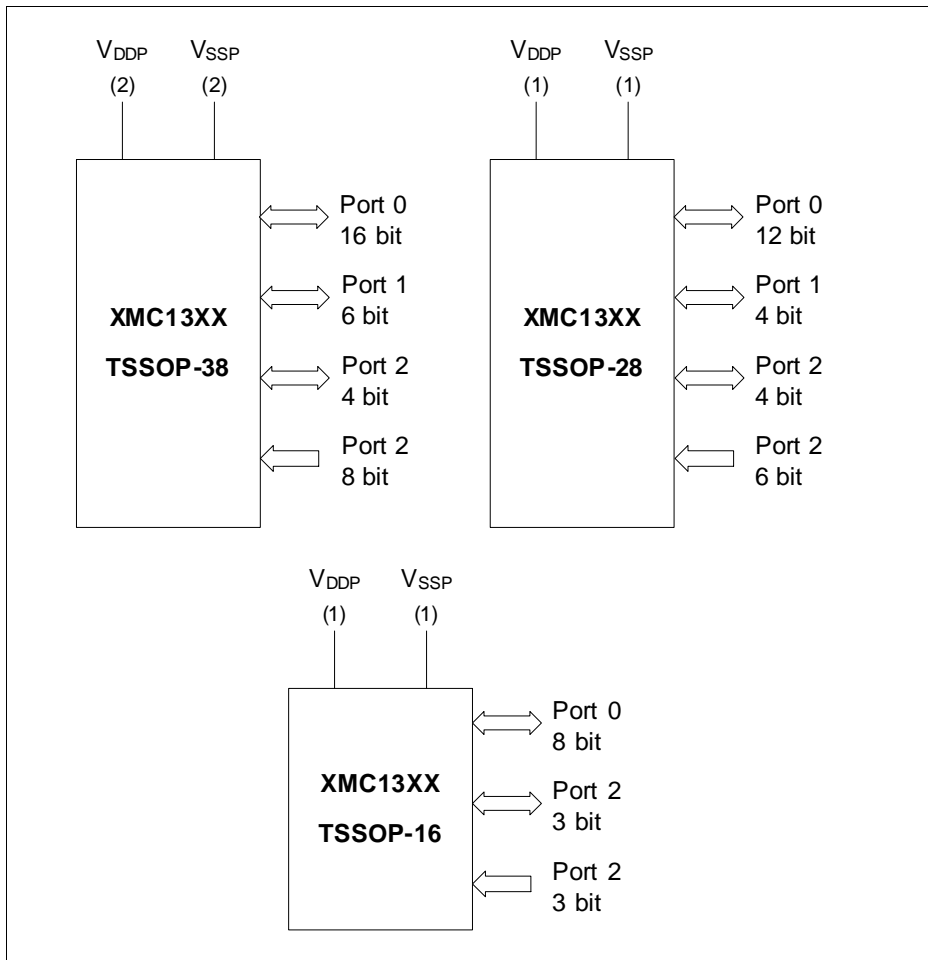 VDDP
VSSP
(2)
(2)
XMC13XX
TSSOP-38
Port 0
16 bit
Port 1
6 bit
Port 2
4 bit
Port 2
8 bit
VDDP
VSSP
(1)
(1)
XMC13XX
TSSOP-28
Port 0
12 bit
Port 1
4 bit
Port 2
4 bit
Port 2
6 bit
VDDP
VSSP
(1)
(1)
XMC13XX
TSSOP-16
Port 0
8 bit
Port 2
3 bit
Port 2
3 bit